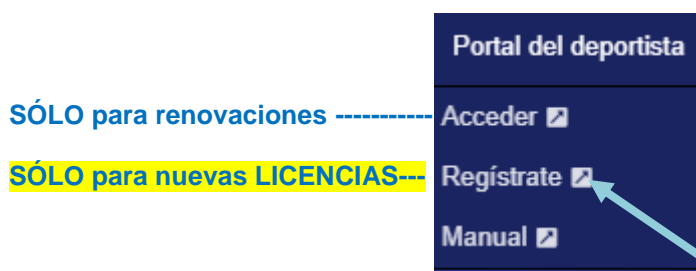 Portal del deportista
SÓLO para renovaciones ----------- Acceder
SÓLO para nuevas LICENCIAS--- Regístrate
Manual